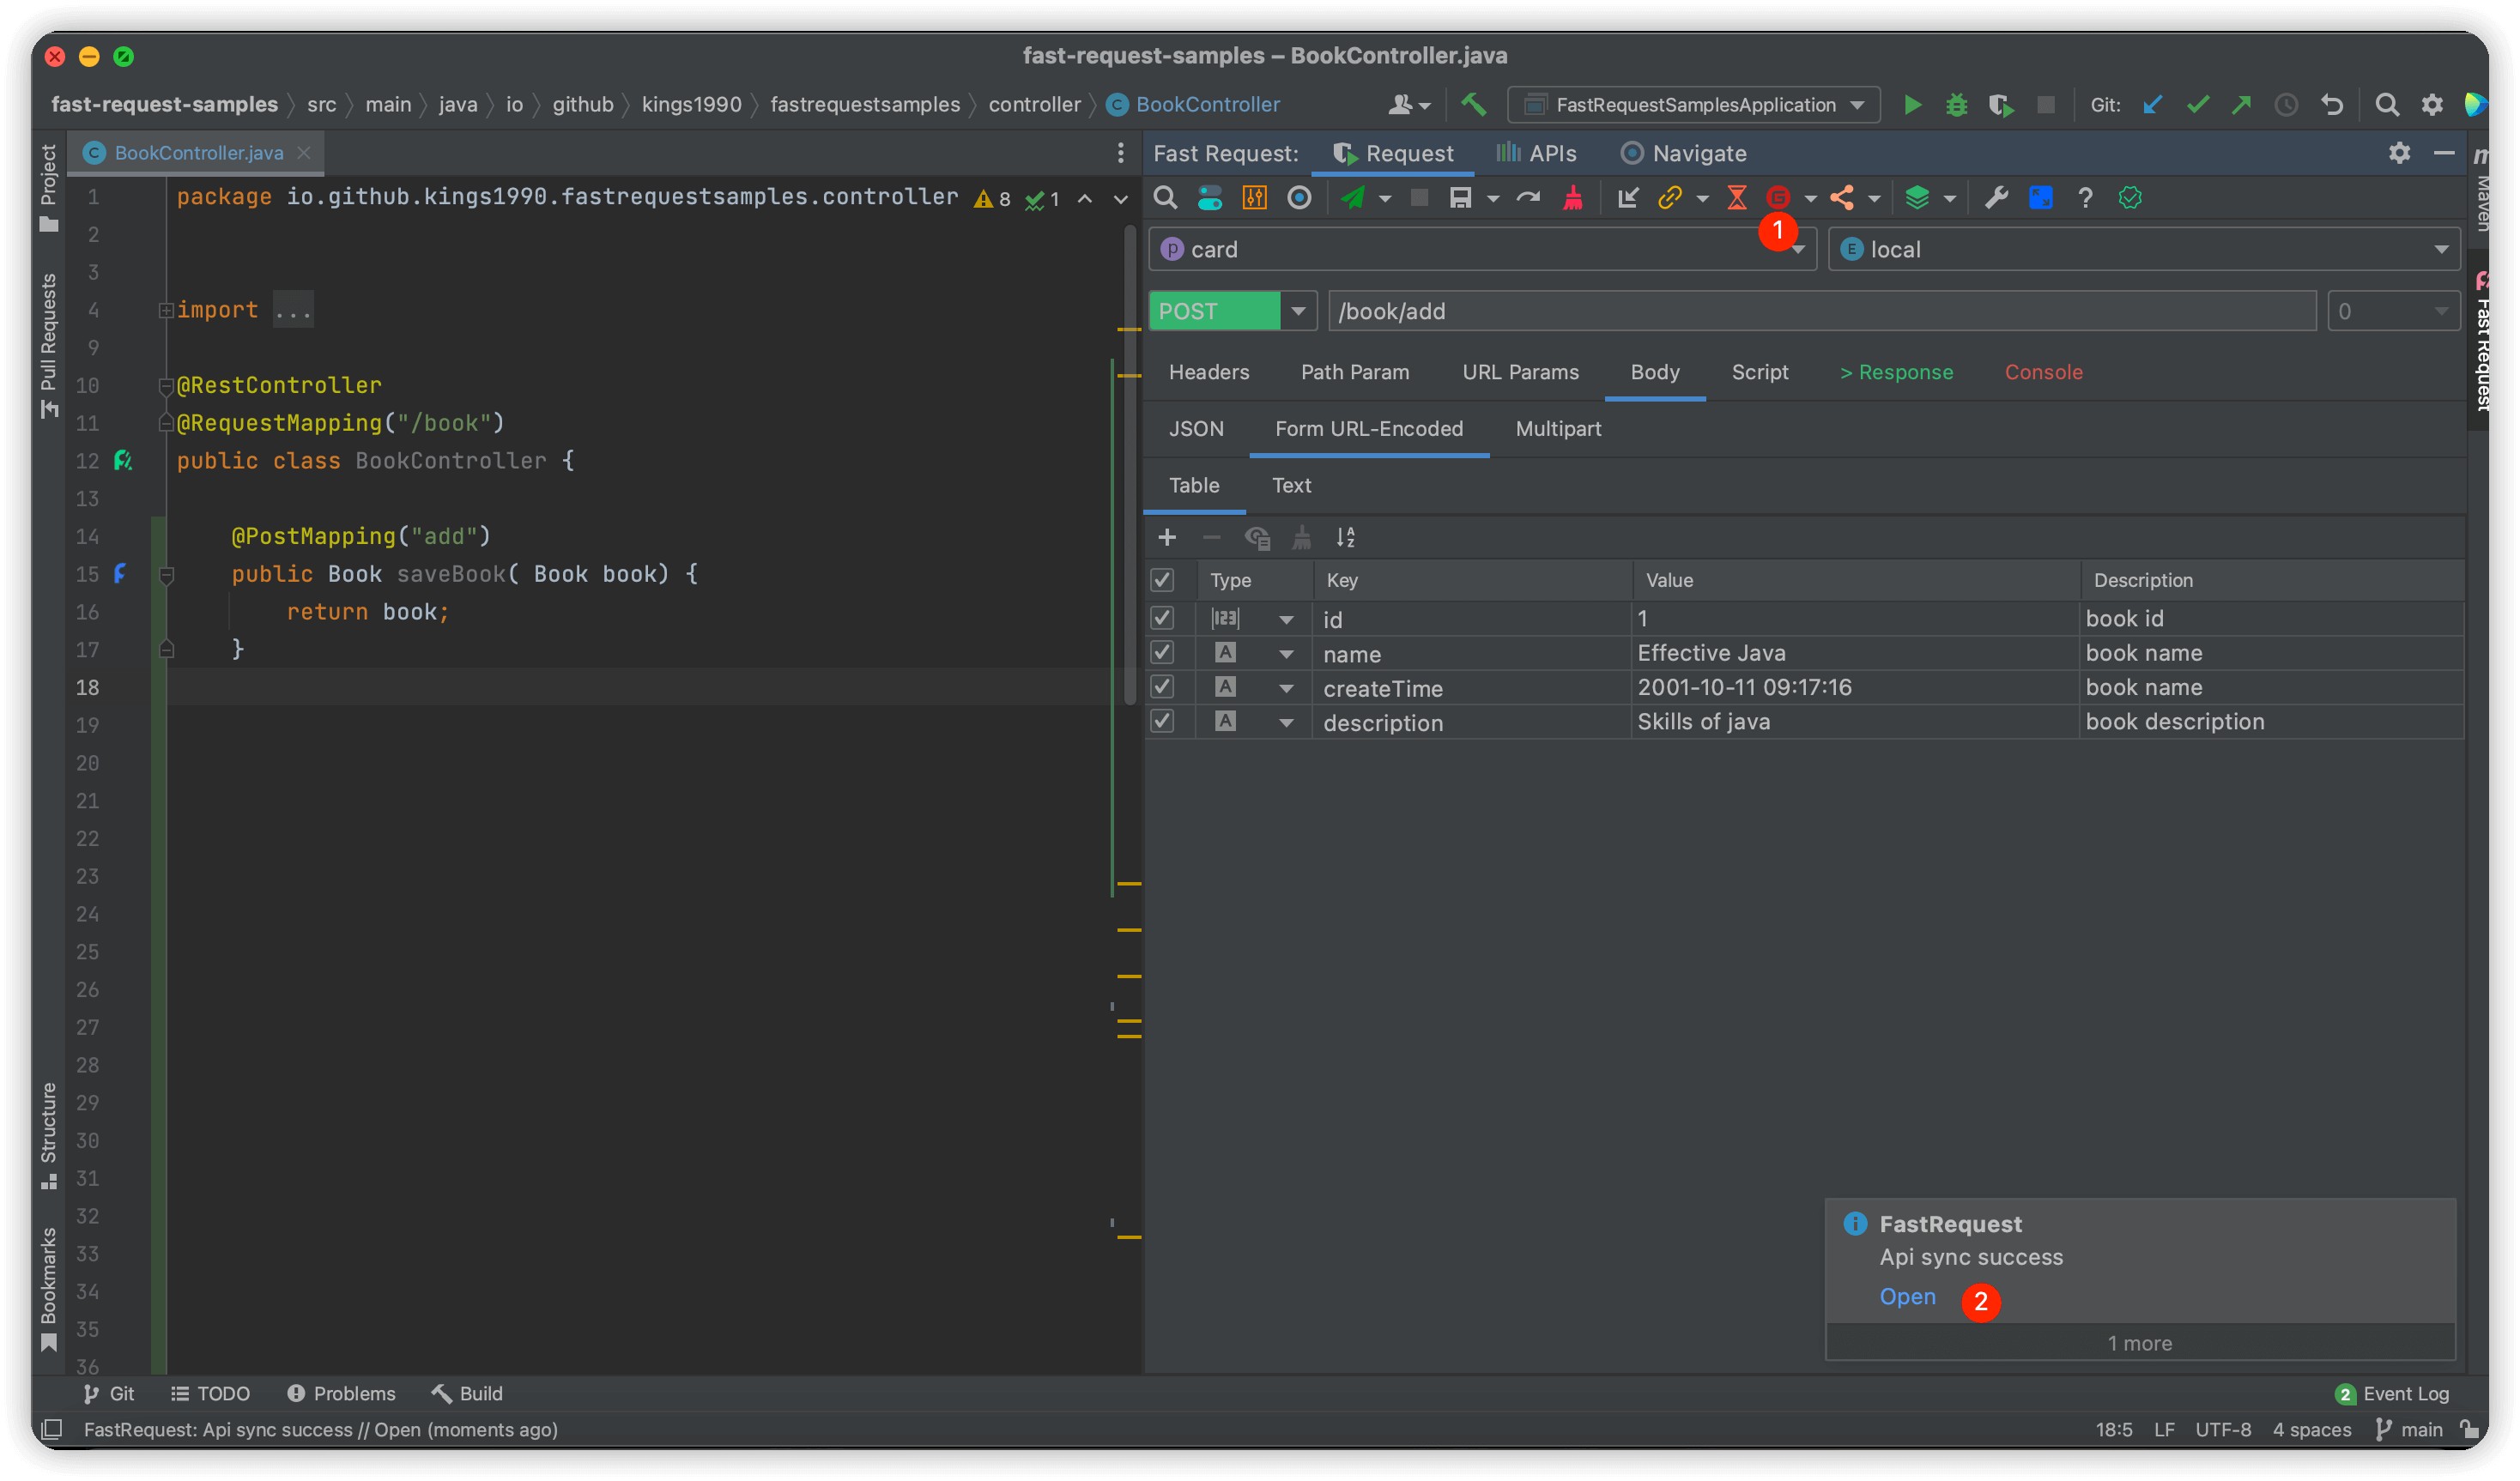 fast-request-samples – BookController.java
fast-request-samples src main java io github kings1990 fastrequestsamples controller C BookController FastRequestSamplesApplication Git:
Project
Pull Requests
Structure
Bookmarks
C BookController.java
1 package io.github.kings1990.fastrequestsamples.controller 8 1
2
3
4 import ...
9
10 @RestController
11 @RequestMapping("/book")
12 public class BookController {
13
14 @PostMapping("add")
15 public Book saveBook( Book book) {
16 return book;
17 }
18
19
20
21
22
23
24
25
26
27
28
29
30
31
32
33
34
35
36
Fast Request: Request APIs Navigate
G
1
p card E local
POST /book/add 0
Headers Path Param URL Params Body Script > Response Console
JSON Form URL-Encoded Multipart
Table Text
Type Key Value Description
123 id 1 book id
A name Effective Java book name
A createTime 2001-10-11 09:17:16 book name
A description Skills of java book description
FastRequest
Api sync success
Open 2
1 more
Maven
Fast Request
Git TODO Problems Build 2 Event Log
FastRequest: Api sync success // Open (moments ago) 18:5 LF UTF-8 4 spaces main